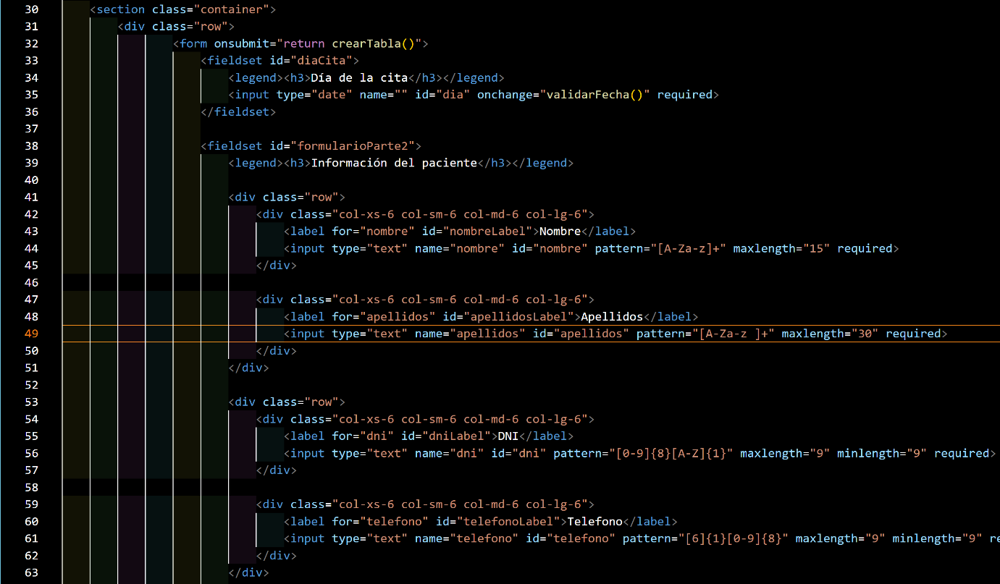 30 <section class="container">
31 <div class="row">
32 <form onsubmit="return crearTabla()">
33 <fieldset id="diaCita">
34 <legend><h3>Día de la cita</h3></legend>
35 <input type="date" name="" id="dia" onchange="validarFecha()" required>
36 </fieldset>
37
38 <fieldset id="formularioParte2">
39 <legend><h3>Información del paciente</h3></legend>
40
41 <div class="row">
42 <div class="col-xs-6 col-sm-6 col-md-6 col-lg-6">
43 <label for="nombre" id="nombreLabel">Nombre</label>
44 <input type="text" name="nombre" id="nombre" pattern="[A-Za-z]+" maxlength="15" required>
45 </div>
46
47 <div class="col-xs-6 col-sm-6 col-md-6 col-lg-6">
48 <label for="apellidos" id="apellidosLabel">Apellidos</label>
49 <input type="text" name="apellidos" id="apellidos" pattern="[A-Za-z ]+" maxlength="30" required>
50 </div>
51 </div>
52
53 <div class="row">
54 <div class="col-xs-6 col-sm-6 col-md-6 col-lg-6">
55 <label for="dni" id="dniLabel">DNI</label>
56 <input type="text" name="dni" id="dni" pattern="[0-9]{8}[A-Z]{1}" maxlength="9" minlength="9" required>
57 </div>
58
59 <div class="col-xs-6 col-sm-6 col-md-6 col-lg-6">
60 <label for="telefono" id="telefonoLabel">Telefono</label>
61 <input type="text" name="telefono" id="telefono" pattern="[6]{1}[0-9]{8}" maxlength="9" minlength="9" re
62 </div>
63 </div>